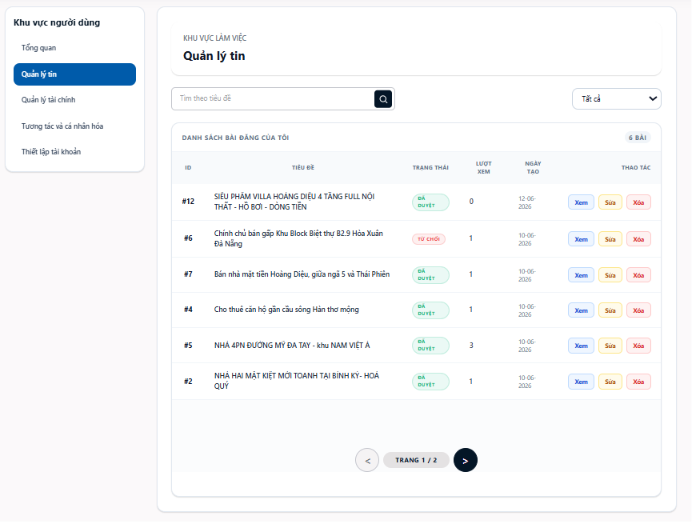 Khu vực người dùng
Tổng quan
Quản lý tin
Quản lý tài chính
Tương tác và cá nhân hóa
Thiết lập tài khoản
KHU VỰC LÀM VIỆC
Quản lý tin
Tìm theo tiêu đề
Tất cả
DANH SÁCH BÀI ĐĂNG CỦA TÔI
6 BÀI
ID TIÊU ĐỀ TRẠNG THÁI LƯỢT XEM NGÀY TẠO THAO TÁC
#12 SIÊU PHẨM VILLA HOÀNG DIỆU 4 TẦNG FULL NỘI
THẤT - HỒ BƠI - DÒNG TIỀN
ĐÃ DUYỆT 0 12-06-2026 Xem Sửa Xóa
#6 Chính chủ bán gấp Khu Block Biệt thự B2.9 Hòa Xuân
Đà Nẵng
TỪ CHỐI 1 10-06-2026 Xem Sửa Xóa
#7 Bán nhà mặt tiền Hoàng Diệu, giữa ngã 5 và Thái Phiên
ĐÃ DUYỆT 1 10-06-2026 Xem Sửa Xóa
#4 Cho thuê căn hộ gần cầu sông Hàn thơ mộng
ĐÃ DUYỆT 1 10-06-2026 Xem Sửa Xóa
#5 NHÀ 4PN ĐƯỜNG MỸ ĐA TAY - khu NAM VIỆT Á
ĐÃ DUYỆT 3 10-06-2026 Xem Sửa Xóa
#2 NHÀ HAI MẶT KIỆT MỚI TOANH TẠI BÌNH KỲ- HOÀ
QUÝ
ĐÃ DUYỆT 1 10-06-2026 Xem Sửa Xóa
< TRANG 1 / 2 >